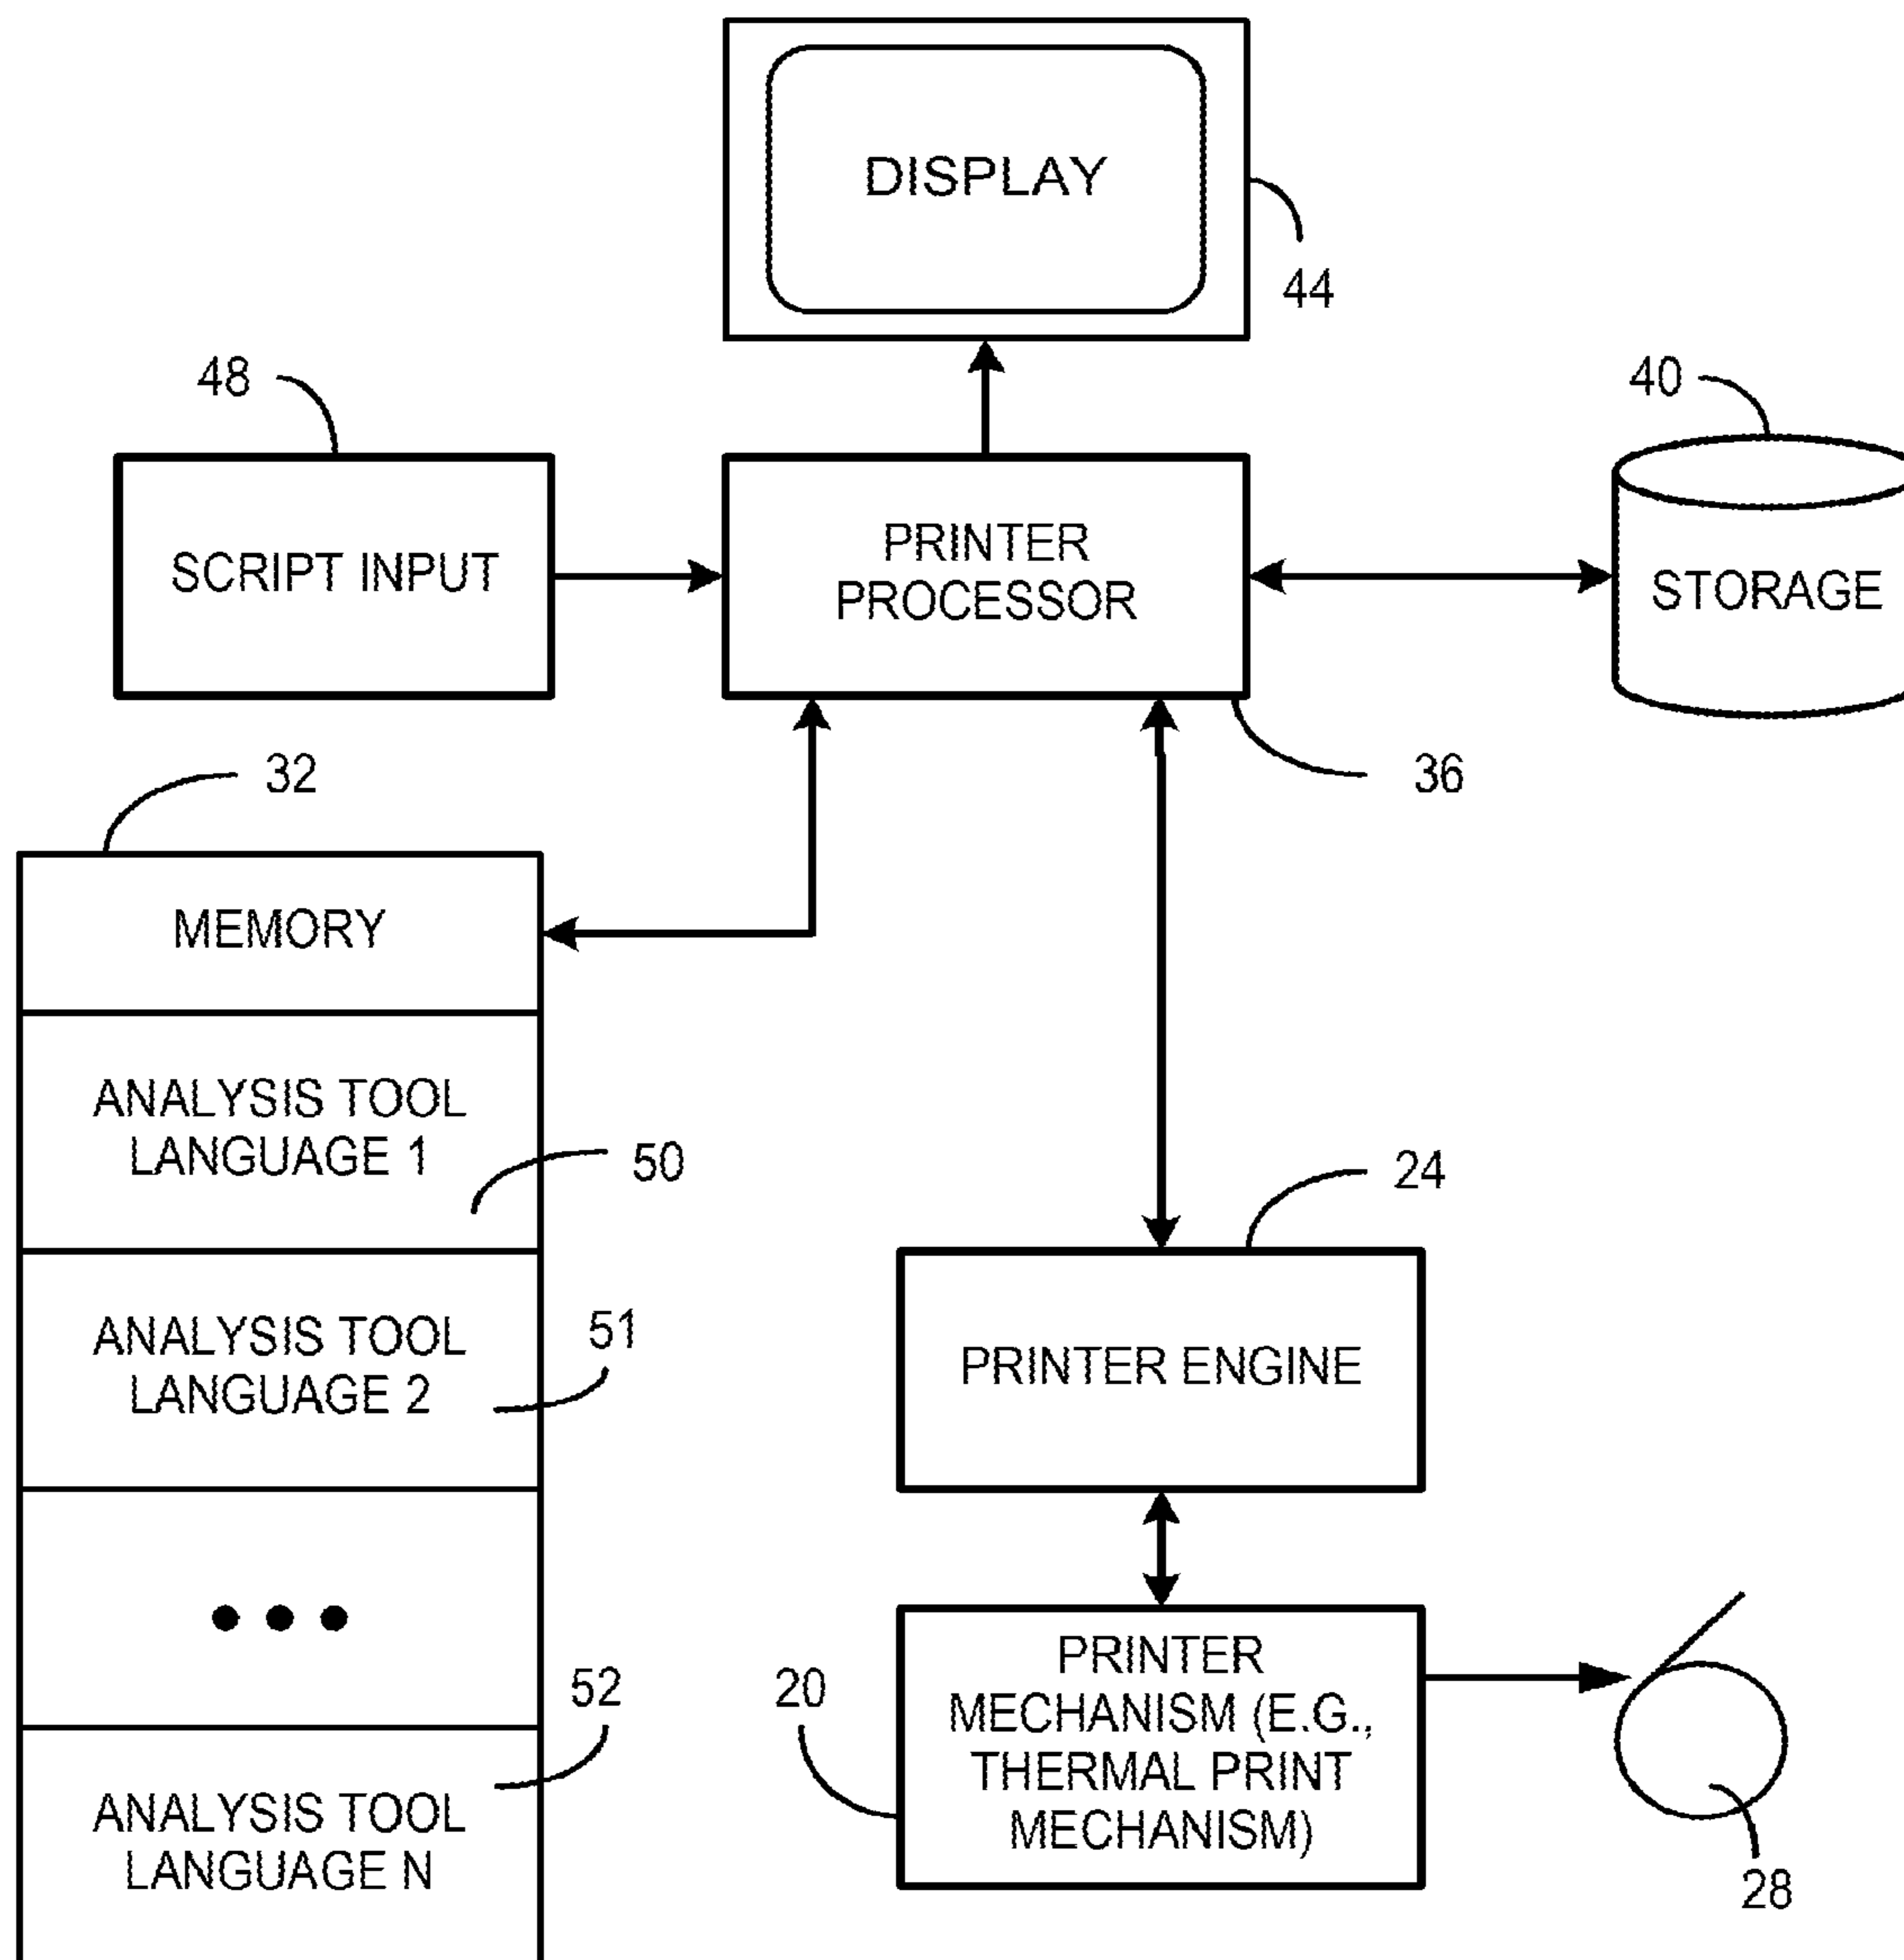 DISPLAY
44
48
40
SCRIPT INPUT
PRINTER
PROCESSOR
STORAGE
32
36
MEMORY
ANALYSIS TOOL
LANGUAGE 1
50
24
ANALYSIS TOOL
LANGUAGE 2
51
PRINTER ENGINE
52
20
PRINTER
MECHANISM (E.G.,
THERMAL PRINT
MECHANISM)
ANALYSIS TOOL
LANGUAGE N
28